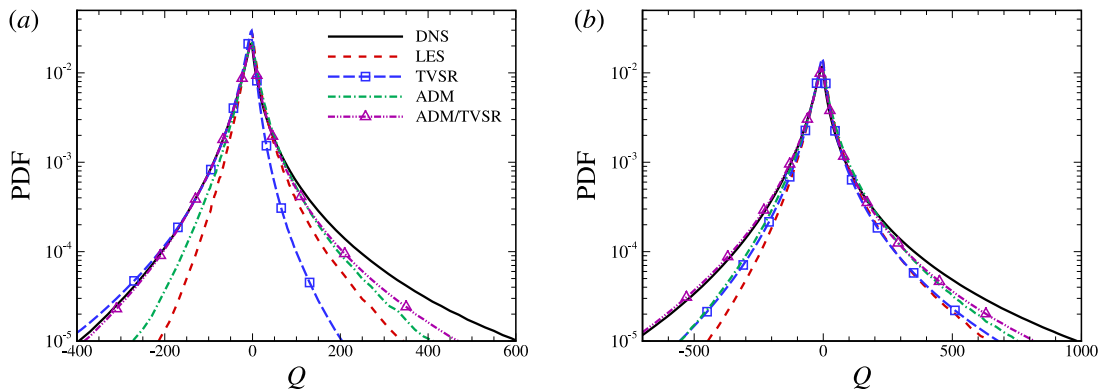 (a)
(b)
DNS
LES
TVSR
ADM
ADM/TVSR
10⁻²
10⁻³
10⁻⁴
10⁻⁵
PDF
-400
-200
0
200
400
600
Q
10⁻²
10⁻³
10⁻⁴
10⁻⁵
PDF
-500
0
500
1000
Q